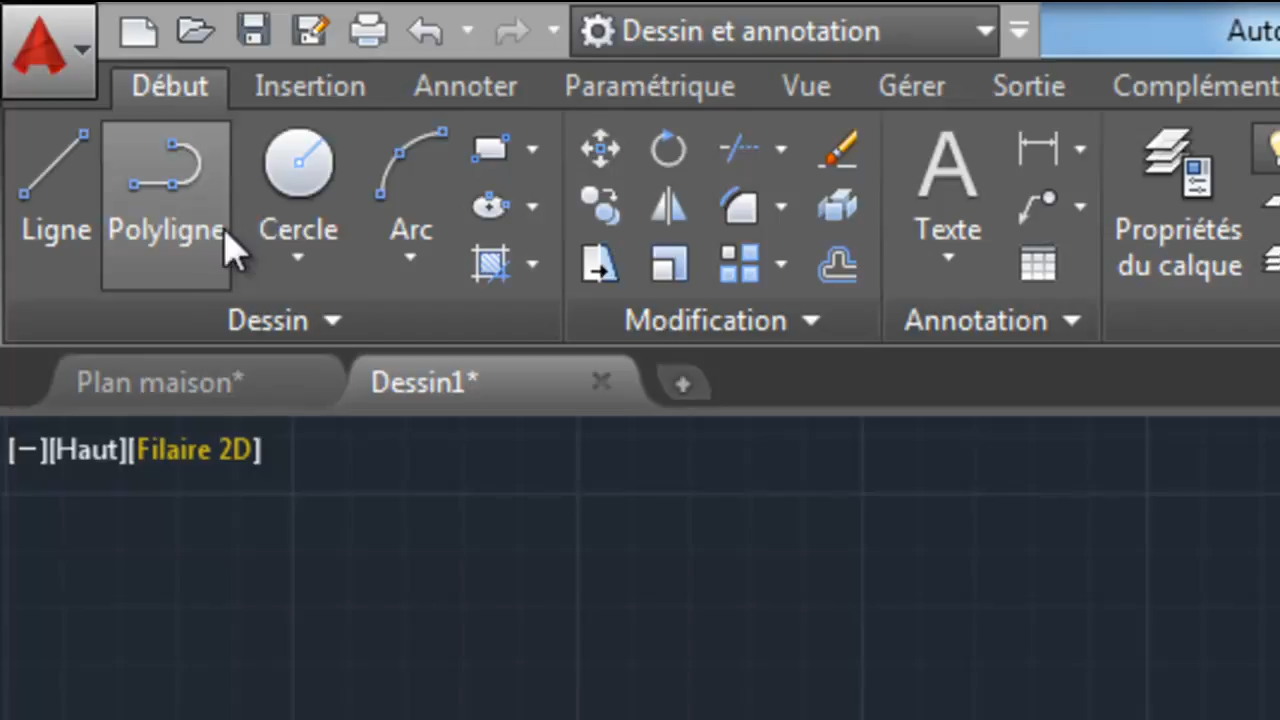 Dessin et annotation
Auto
Début Insertion Annoter Paramétrique Vue Gérer Sortie Complément
Ligne Polyligne Cercle Arc Texte Propriétés du calque
Dessin Modification Annotation
Plan maison* Dessin1*
[−][Haut][Filaire 2D]